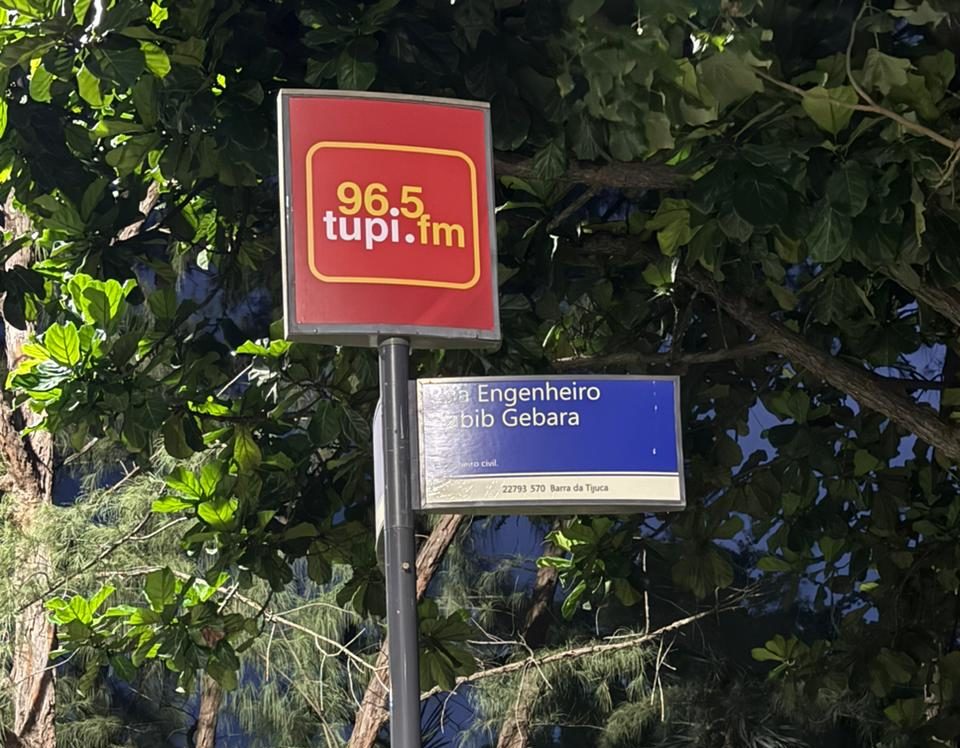 96.5
tupi.fm
Engenheiro
Gebara
civil.
22793 570 Barra da Tijuca